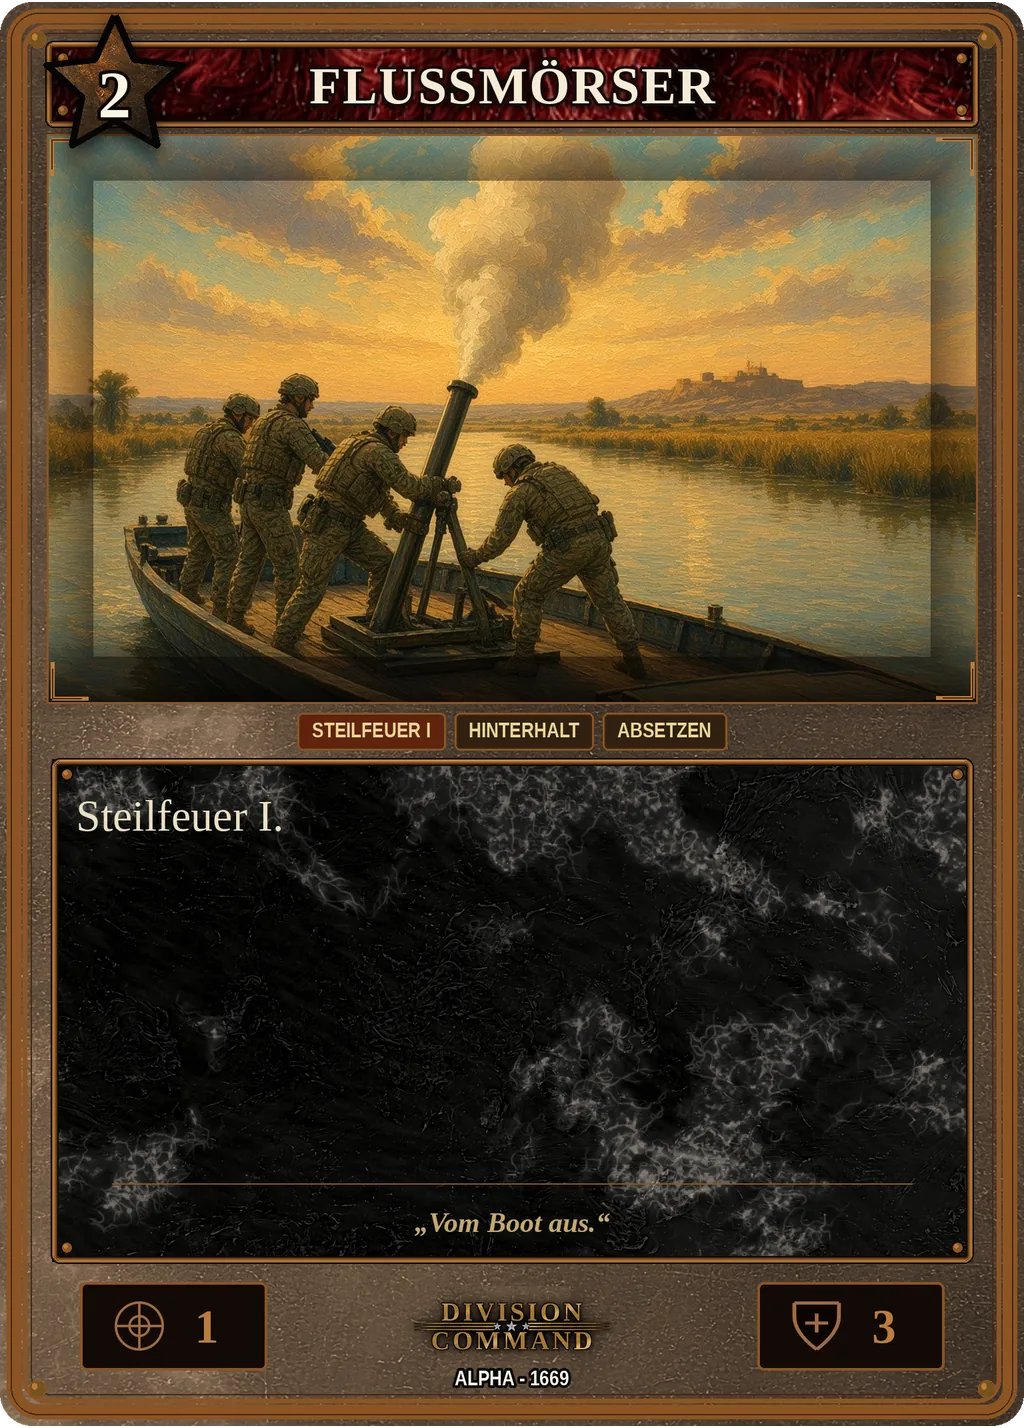 2
FLUSSMÖRSER
STEILFEUER I
HINTERHALT
ABSETZEN
Steilfeuer I.
„Vom Boot aus.“
1
DIVISION
COMMAND
ALPHA - 1669
3